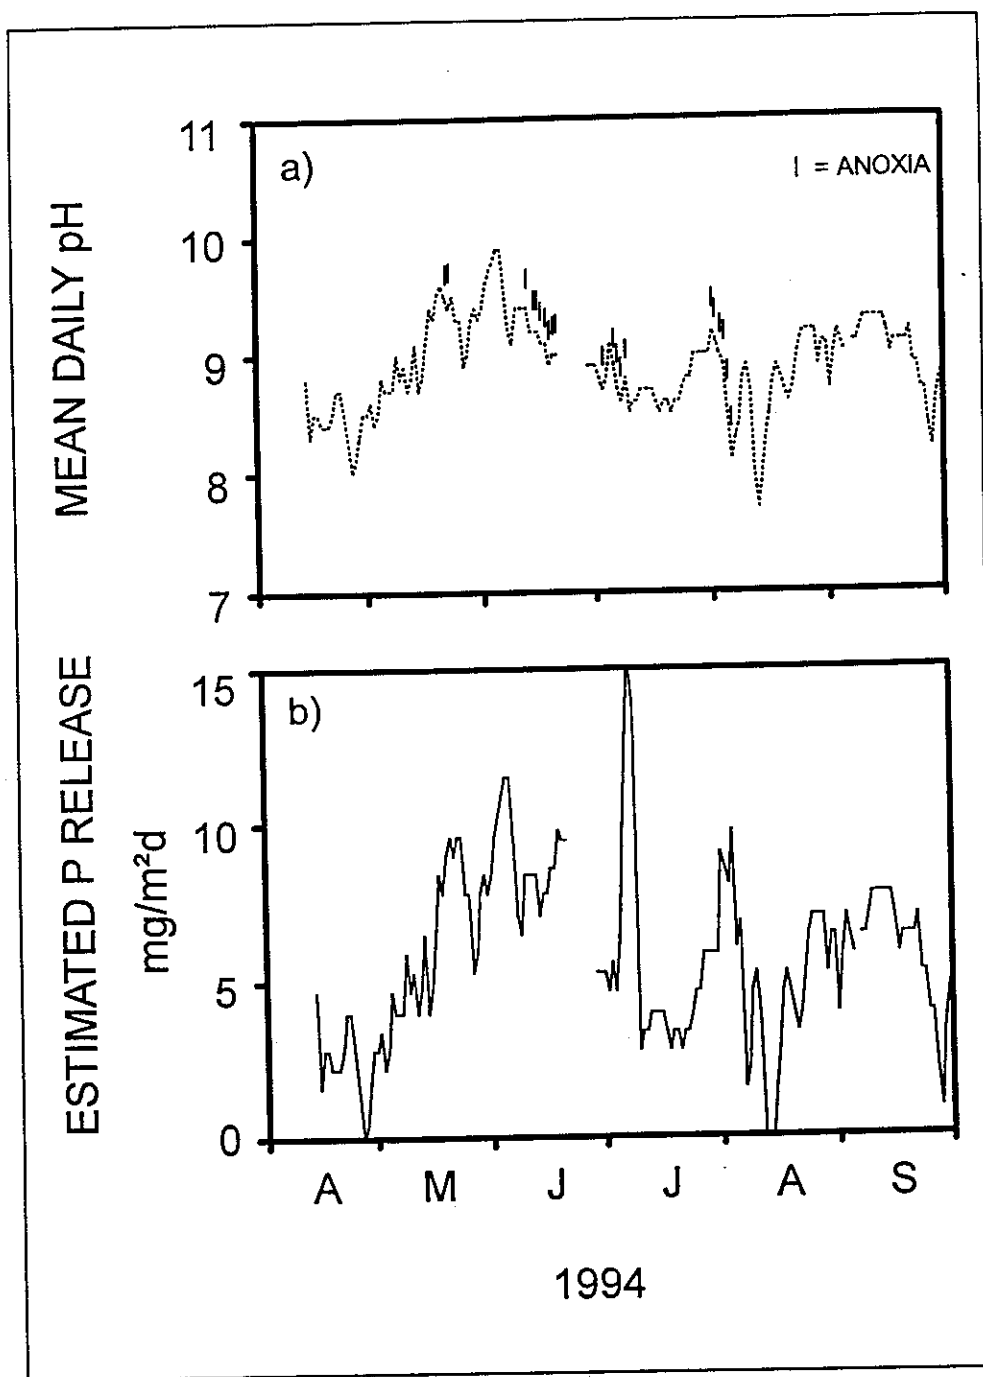 MEAN DAILY pH
11
10
9
8
7
a)
I = ANOXIA
ESTIMATED P RELEASE
mg/m²d
15
10
5
0
b)
A M J J A S
1994